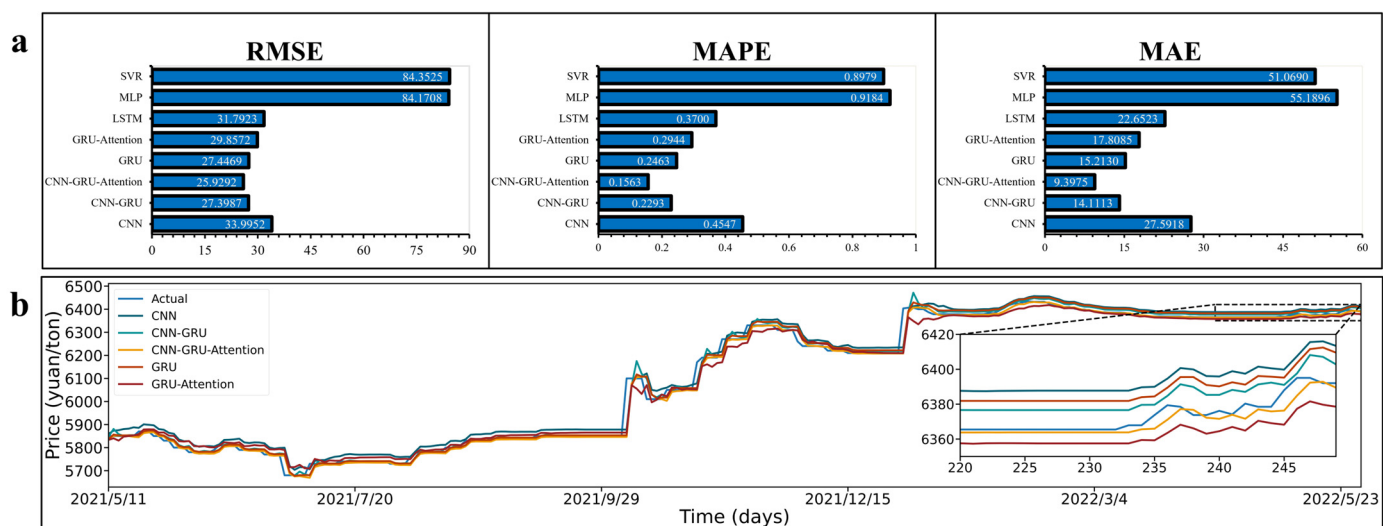 a
RMSE
SVR 84.3525
MLP 84.1708
LSTM 31.7923
GRU-Attention 29.8572
GRU 27.4469
CNN-GRU-Attention 25.9292
CNN-GRU 27.3987
CNN 33.9952
0 15 30 45 60 75 90
MAPE
SVR 0.8979
MLP 0.9184
LSTM 0.3700
GRU-Attention 0.2944
GRU 0.2463
CNN-GRU-Attention 0.1563
CNN-GRU 0.2293
CNN 0.4547
0 0.2 0.4 0.6 0.8 1
MAE
SVR 51.0690
MLP 55.1896
LSTM 22.6523
GRU-Attention 17.8085
GRU 15.2130
CNN-GRU-Attention 9.3975
CNN-GRU 14.1113
CNN 27.5918
0 15 30 45 60
b
Price (yuan/ton)
6500
6400
6300
6200
6100
6000
5900
5800
5700
Actual
CNN
CNN-GRU
CNN-GRU-Attention
GRU
GRU-Attention
6420
6400
6380
6360
220 225 230 235 240 245
2021/5/11 2021/7/20 2021/9/29 2021/12/15 2022/3/4 2022/5/23
Time (days)